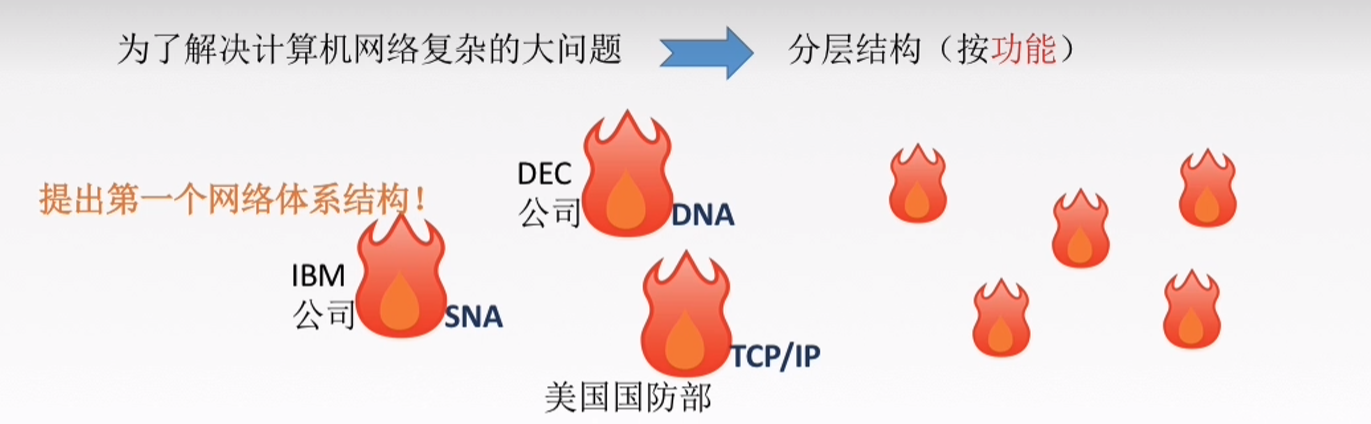 为了解决计算机网络复杂的大问题
分层结构（按功能）
提出第一个网络体系结构！
DEC
公司
DNA
IBM
公司
SNA
TCP/IP
美国国防部